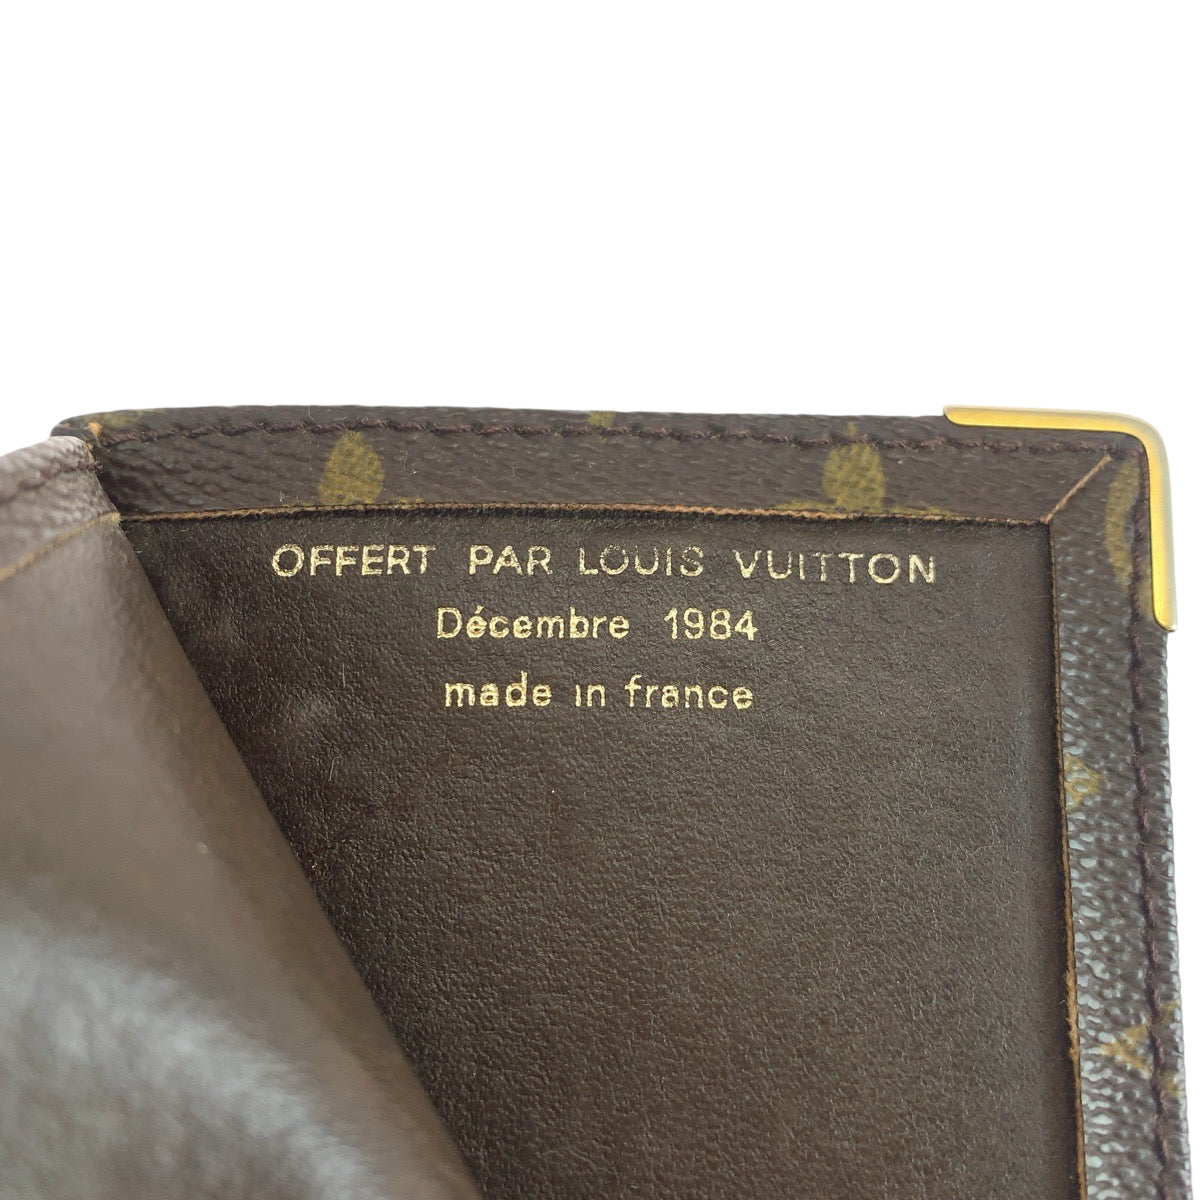 OFFERT PAR LOUIS VUITTON
Décembre 1984
made in france